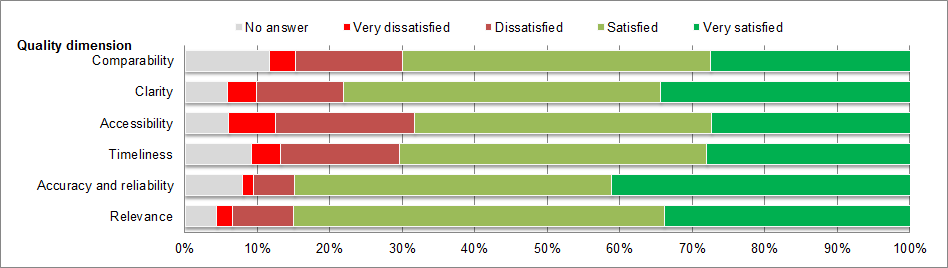 No answer Very dissatisfied Dissatisfied Satisfied Very satisfied
Quality dimension
Comparability
Clarity
Accessibility
Timeliness
Accuracy and reliability
Relevance
0% 10% 20% 30% 40% 50% 60% 70% 80% 90% 100%